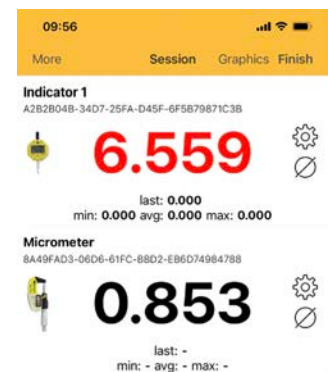 09:56
More Session Graphics Finish
Indicator 1
A2B2B04B-34D7-25FA-D45F-6F5B79871C3B
6.559
last: 0.000
min: 0.000 avg: 0.000 max: 0.000
Micrometer
8A49FAD3-06D6-61FC-88D2-EB6D74984788
0.853
last: -
min: - avg: - max: -